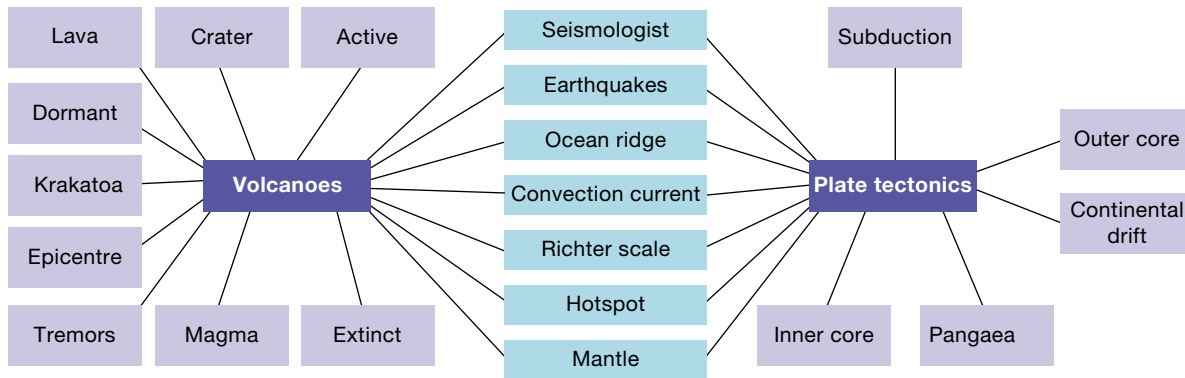 Lava
Crater
Active
Seismologist
Subduction
Dormant
Earthquakes
Outer core
Krakatoa
Volcanoes
Ocean ridge
Convection current
Plate tectonics
Continental
drift
Epicentre
Richter scale
Hotspot
Tremors
Magma
Extinct
Mantle
Inner core
Pangaea